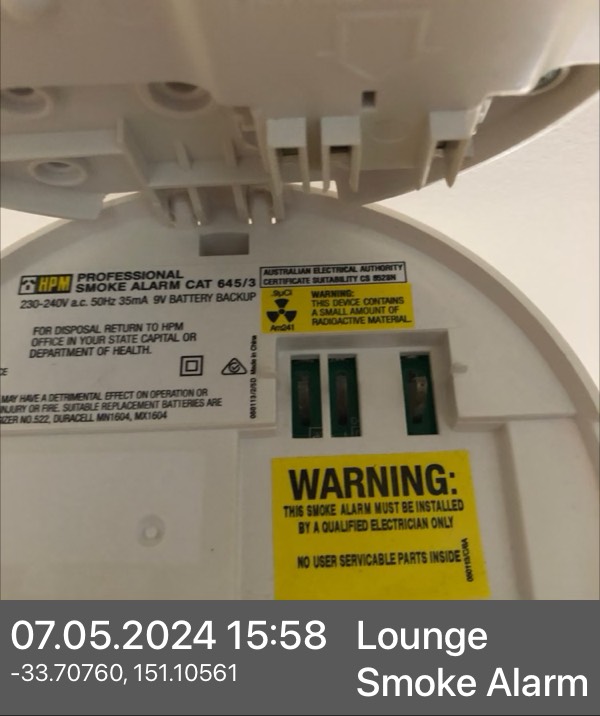 HPM PROFESSIONAL
SMOKE ALARM CAT 645/3
230-240V a.c. 50Hz 35mA 9V BATTERY BACKUP
AUSTRALIAN ELECTRICAL AUTHORITY
CERTIFICATE SUITABILITY CS 8528N
.9µCi
Am241
WARNING:
THIS DEVICE CONTAINS
A SMALL AMOUNT OF
RADIOACTIVE MATERIAL.
FOR DISPOSAL RETURN TO HPM
OFFICE IN YOUR STATE CAPITAL OR
DEPARTMENT OF HEALTH.
Made in China
MAY HAVE A DETRIMENTAL EFFECT ON OPERATION OR
INJURY OR FIRE. SUITABLE REPLACEMENT BATTERIES ARE
NO.522, DURACELL MN1604, MX1604
WARNING:
THIS SMOKE ALARM MUST BE INSTALLED
BY A QUALIFIED ELECTRICIAN ONLY
NO USER SERVICABLE PARTS INSIDE
07.05.2024 15:58
-33.70760, 151.10561
Lounge
Smoke Alarm